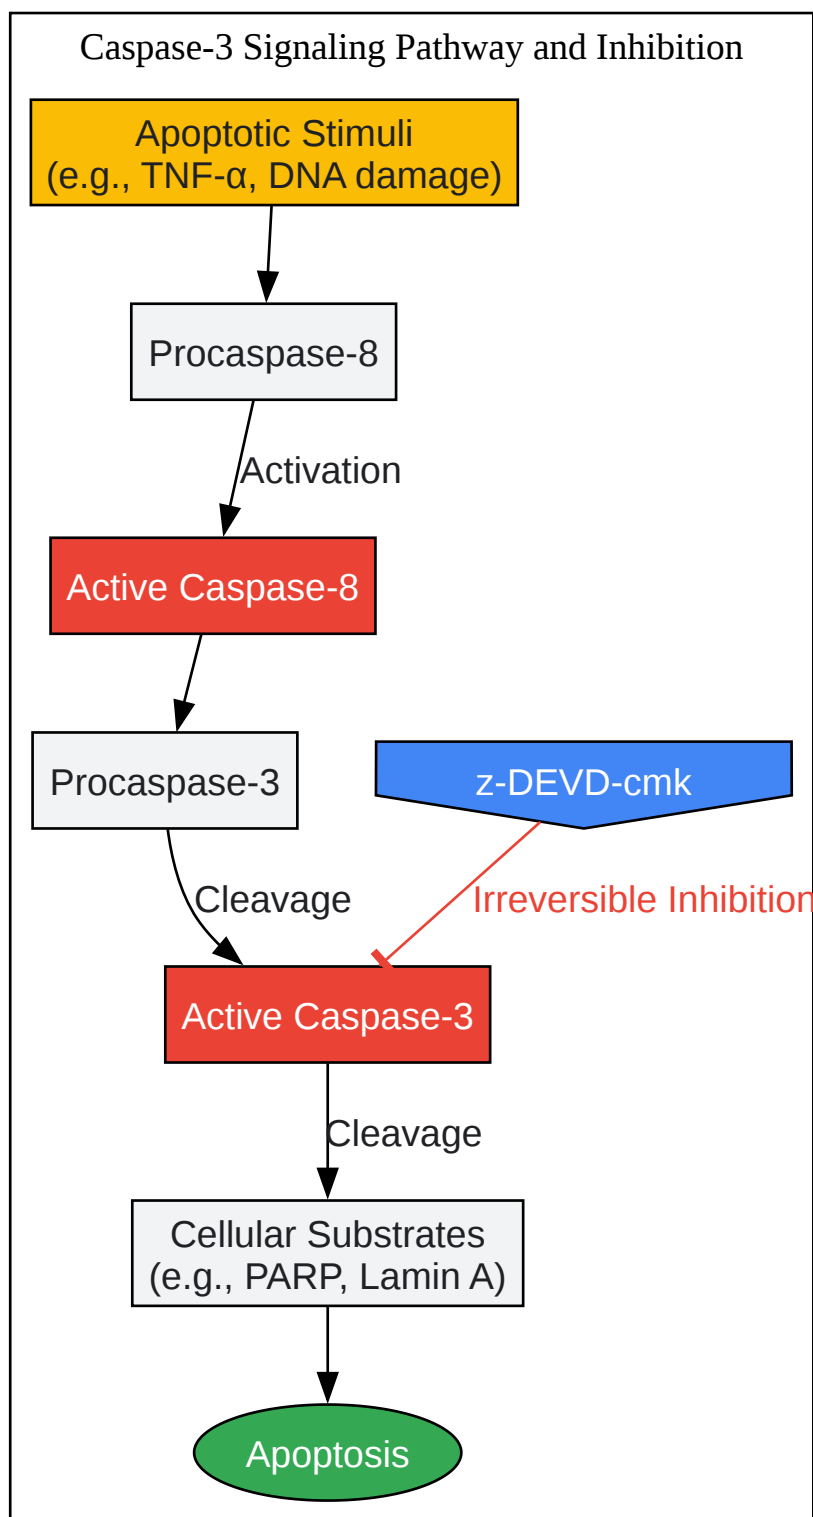 Caspase-3 Signaling Pathway and Inhibition
Apoptotic Stimuli
(e.g., TNF-α, DNA damage)
Procaspase-8
Activation
Active Caspase-8
Procaspase-3
z-DEVD-cmk
Cleavage
Irreversible Inhibition
Active Caspase-3
Cleavage
Cellular Substrates
(e.g., PARP, Lamin A)
Apoptosis